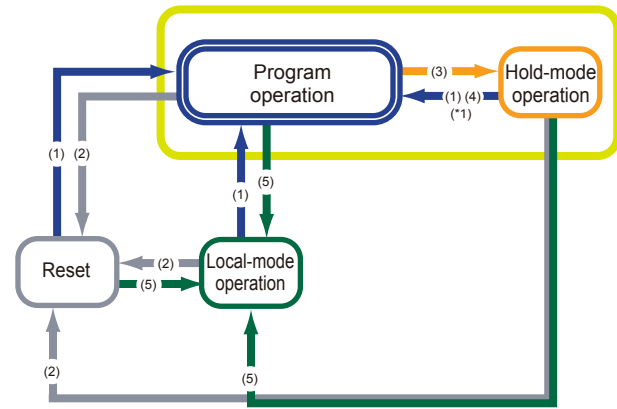 Program
operation
(3)
Hold-mode
operation
(1) (4)
(*1)
(1)
(2)
(1)
(5)
Reset
(2)
(5)
Local-mode
operation
(2)
(5)